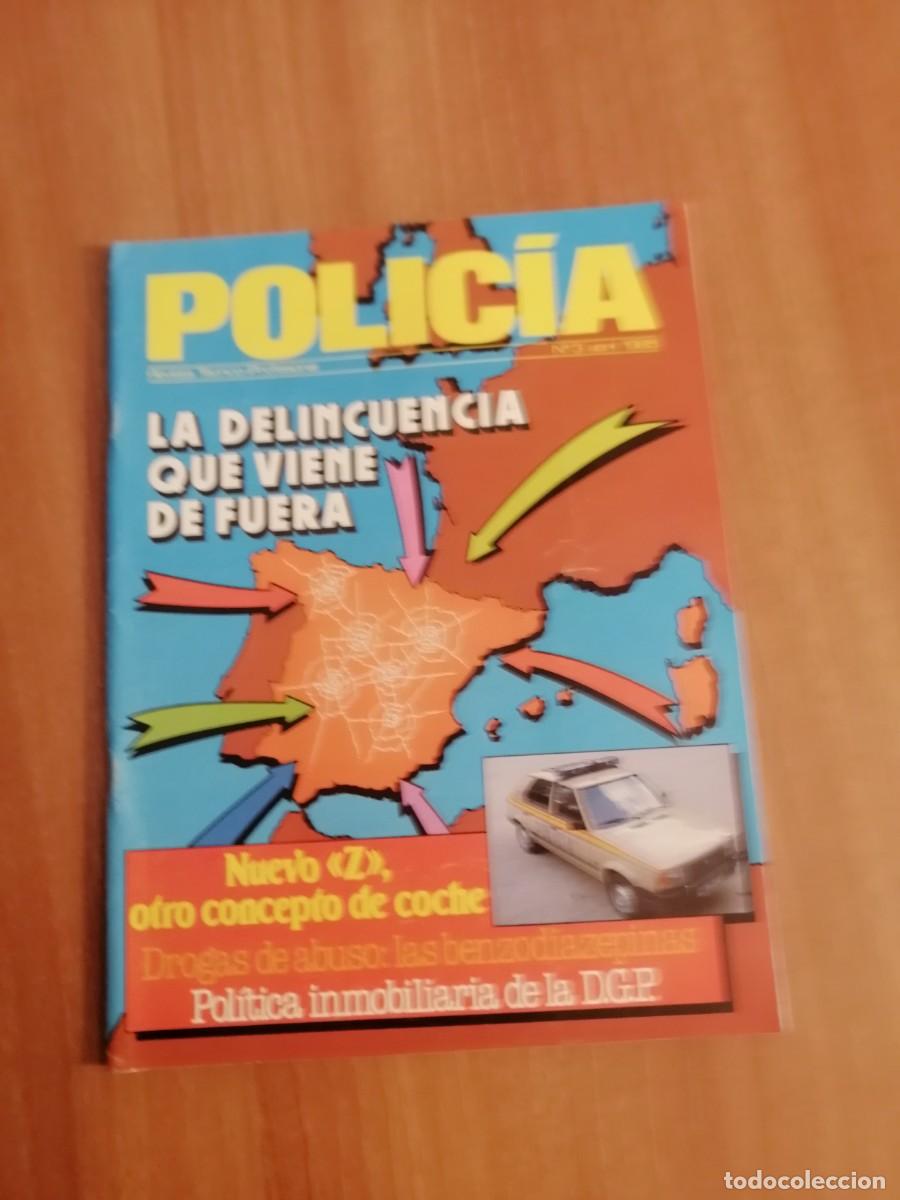 POLICÍA
LA DELINCUENCIA
QUE VIENE
DE FUERA
Nuevo «Z»,
otro concepto de coche
Drogas de abuso: las benzodiazepinas
Política inmobiliaria de la D.G.P.
todocoleccion